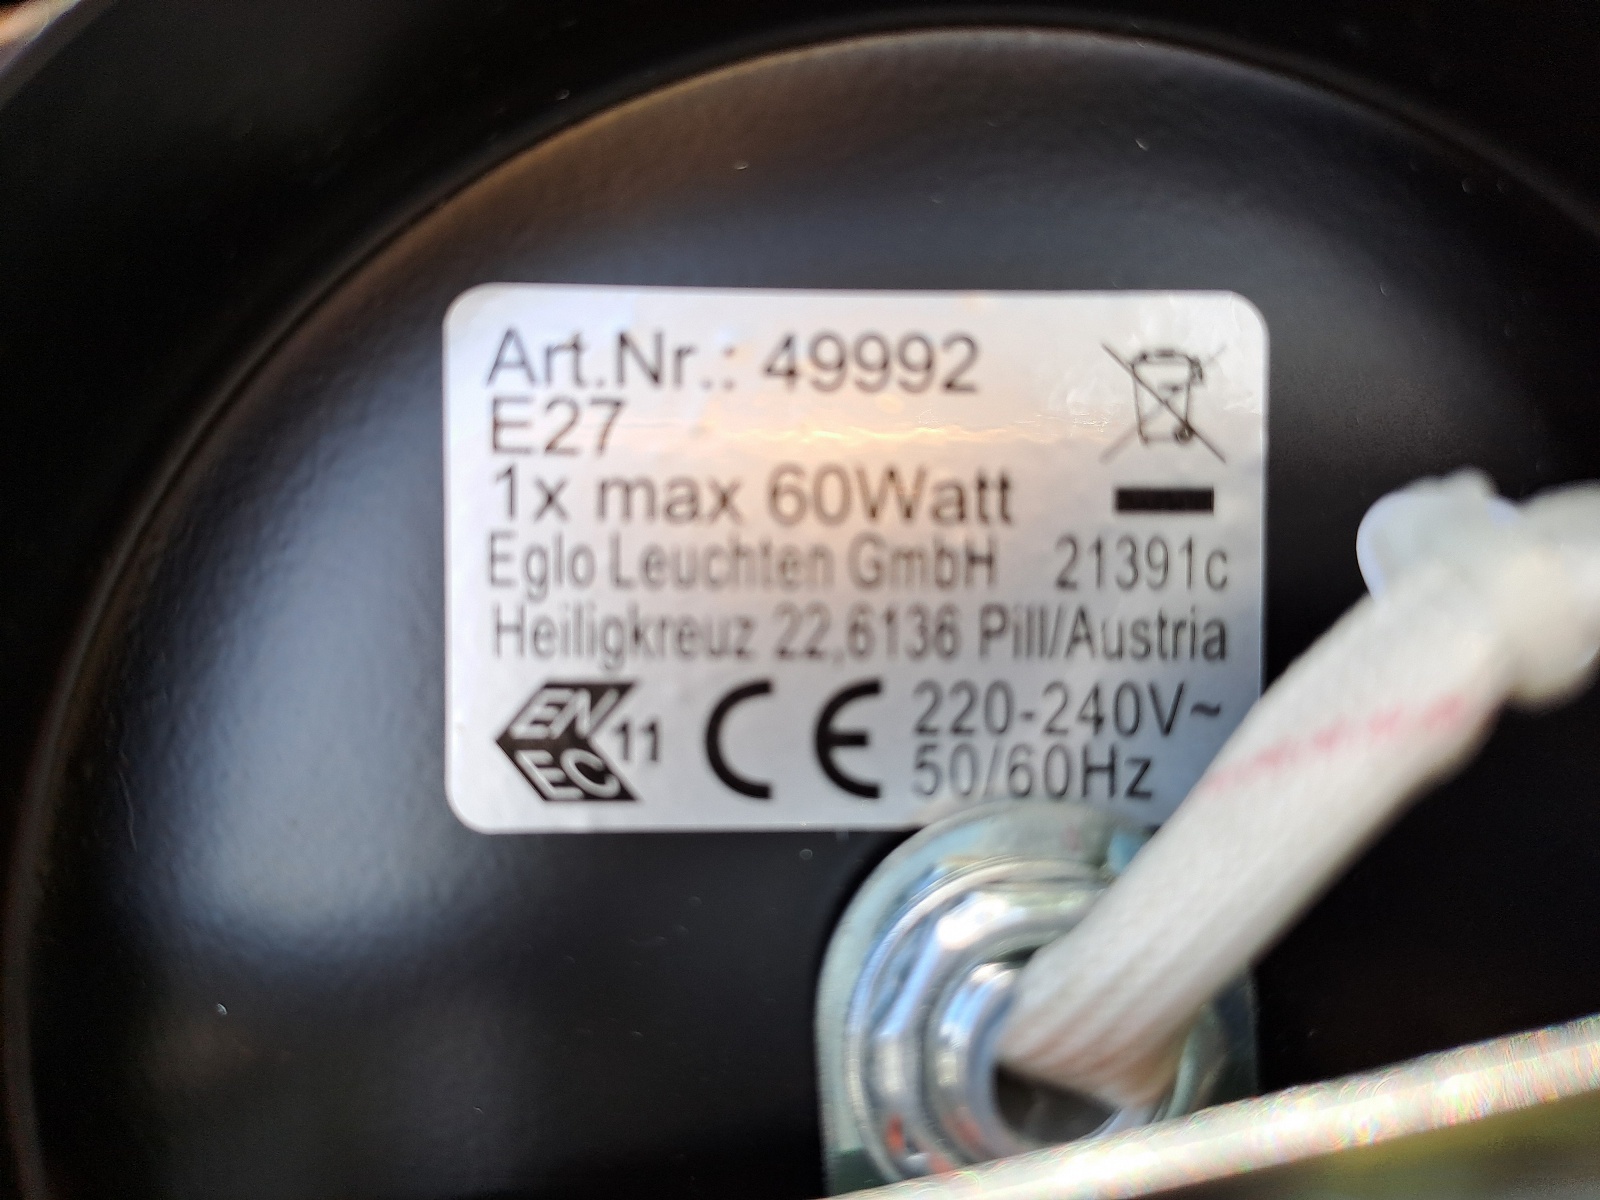 Art.Nr.: 49992
E27
1x max 60Watt
Eglo Leuchten GmbH 21391c
Heiligkreuz 22,6136 Pill/Austria
EN
EC
11
CE
220-240V~
50/60Hz